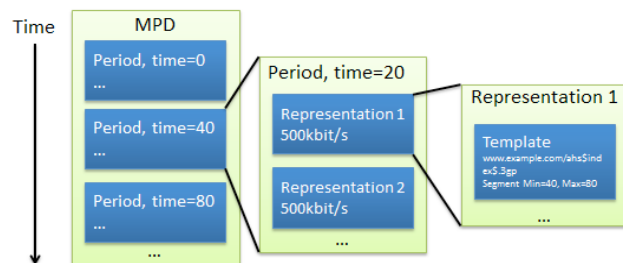 Time
MPD
Period, time=0
...
Period, time=40
...
Period, time=80
...
...
Period, time=20
Representation 1
500kbit/s
Representation 2
500kbit/s
...
Representation 1
Template
www.example.com/ahs$ind
ex$.3gp
Segment Min=40, Max=80
...